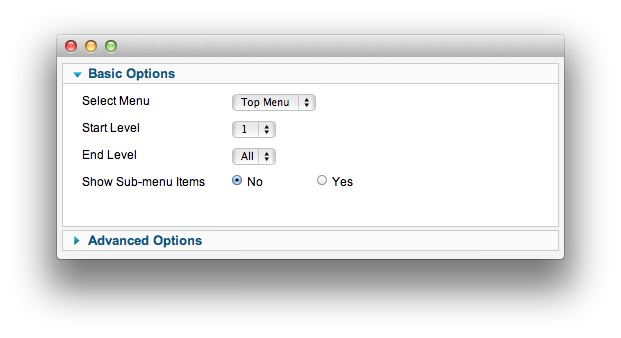 Basic Options
Select Menu Top Menu
Start Level 1
End Level All
Show Sub-menu Items No Yes
Advanced Options